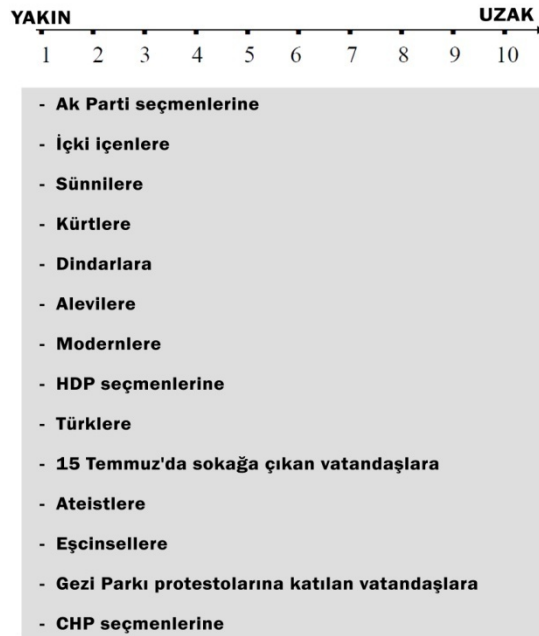 YAKIN UZAK
1 2 3 4 5 6 7 8 9 10
- Ak Parti seçmenlerine
- İçki içenlere
- Sünnilere
- Kürtlere
- Dindarlara
- Alevilere
- Modernlere
- HDP seçmenlerine
- Türklere
- 15 Temmuz'da sokağa çıkan vatandaşlara
- Ateistlere
- Eşcinsellere
- Gezi Parkı protestolarına katılan vatandaşlara
- CHP seçmenlerine